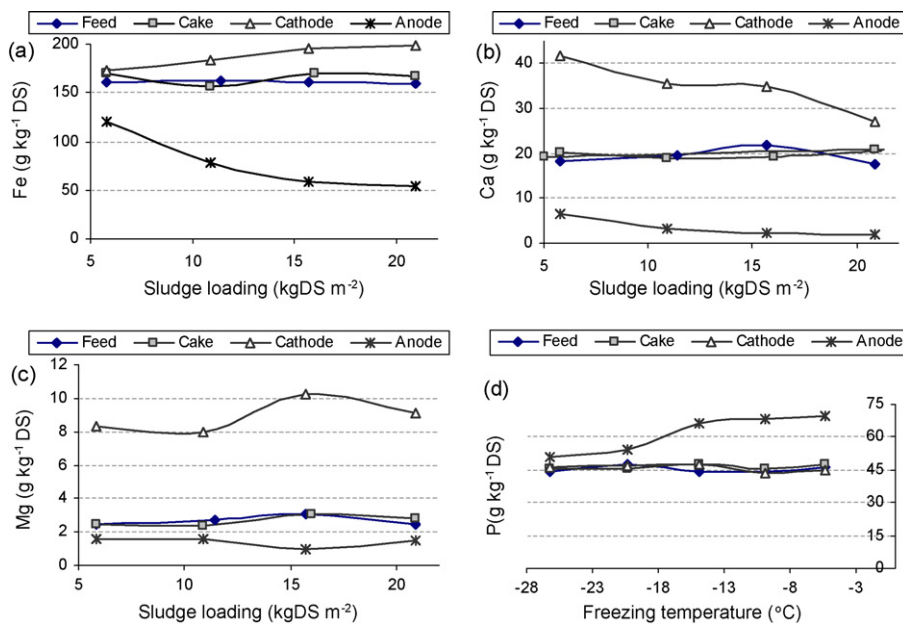 Feed Cake Cathode Anode
(a)
200
150
100
50
0
Fe (g kg⁻¹ DS)
5 10 15 20
Sludge loading (kgDS m⁻²)
Feed Cake Cathode Anode
(b)
40
30
20
10
0
Ca (g kg⁻¹ DS)
5 10 15 20
Sludge loading (kgDS m⁻²)
Feed Cake Cathode Anode
(c)
12
10
8
6
4
2
0
Mg (g kg⁻¹ DS)
5 10 15 20
Sludge loading (kgDS m⁻²)
Feed Cake Cathode Anode
(d)
75
60
45
30
15
0
P(g kg⁻¹ DS)
-28 -23 -18 -13 -8 -3
Freezing temperature (°C)